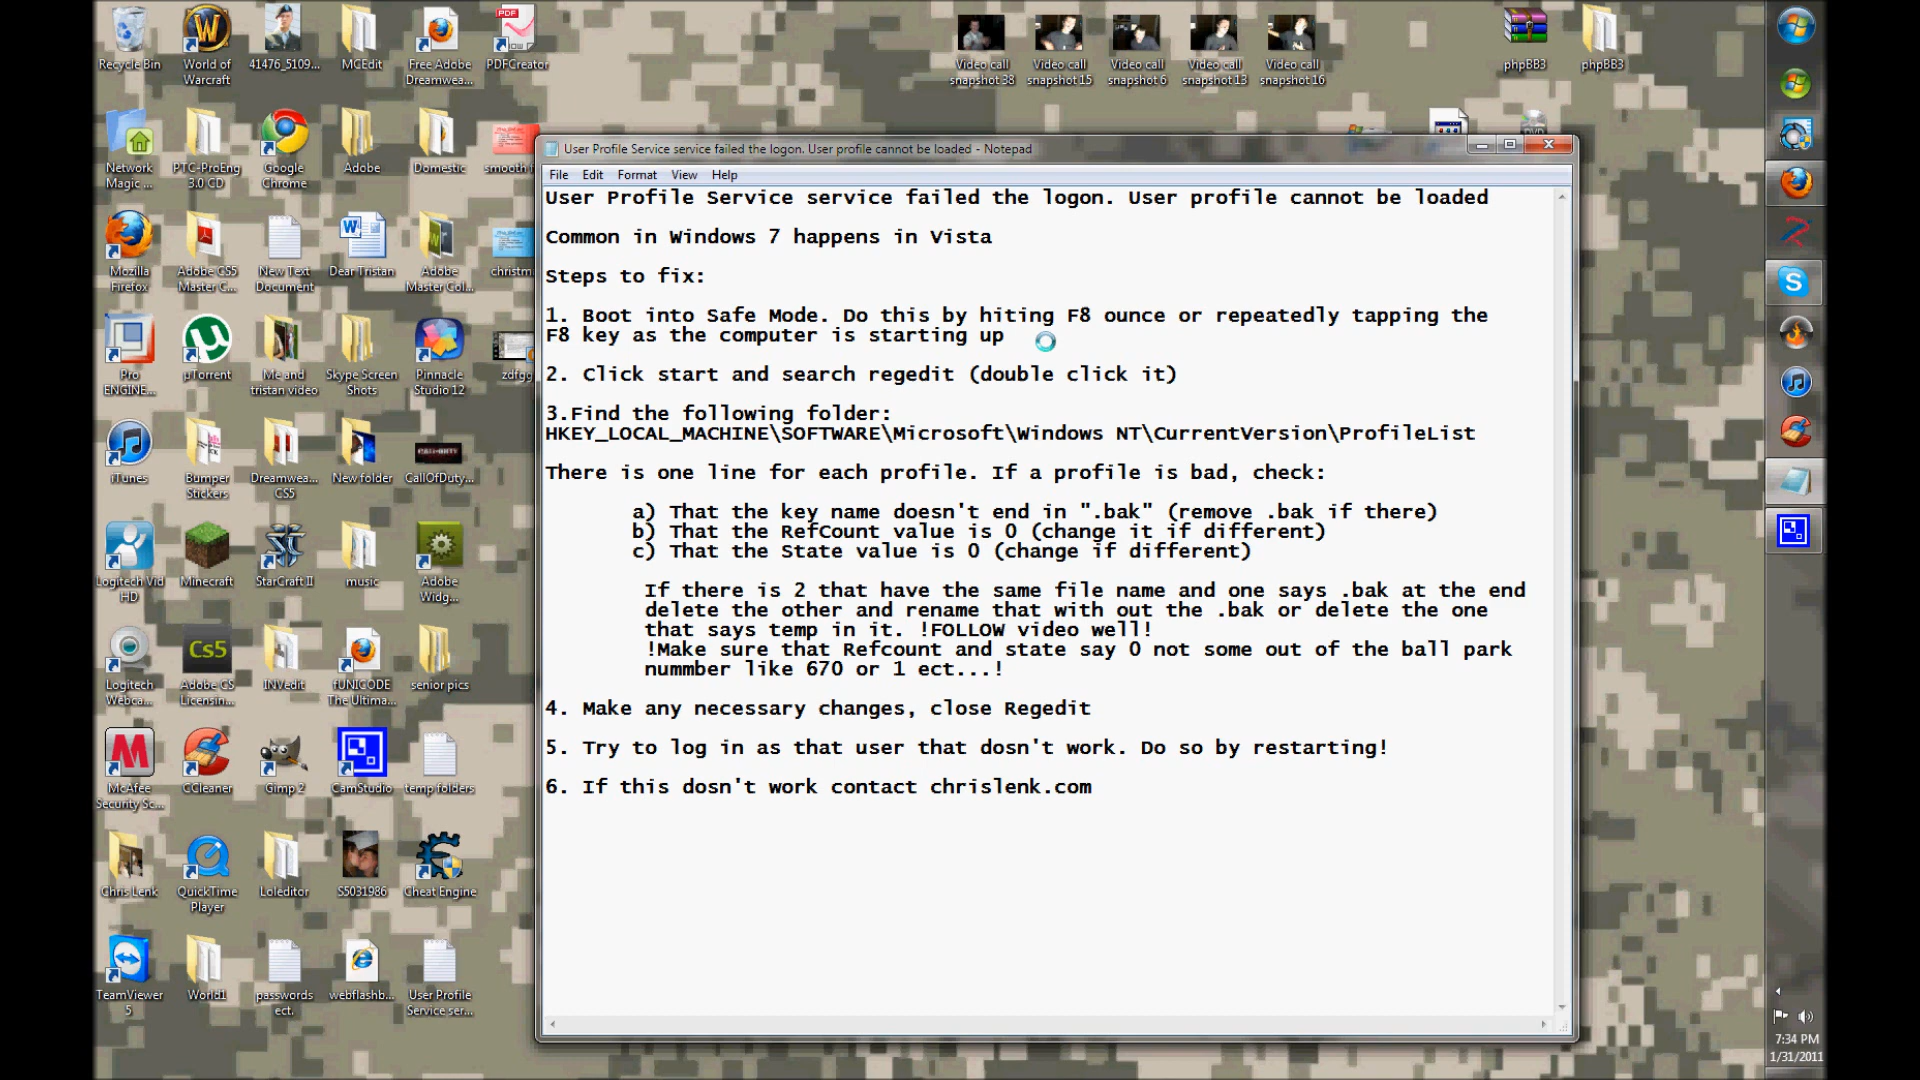 Recycle Bin
World of
Warcraft
41476_5109...
MCEdit
Free Adobe
Dreamwea...
PDF
PDFCreator
Video call
snapshot 38
Video call
snapshot 15
Video call
snapshot 6
Video call
snapshot 13
Video call
snapshot 16
phpBB3
phpBB3
Network
Magic ...
PTC-ProEng
3.0 CD
Google
Chrome
Adobe
Domestic
smooth
Mozilla
Firefox
Adobe CS5
Master C...
New Text
Document
Dear Tristan
Adobe
Master Col...
christm
Pro
ENGINE...
µTorrent
Me and
tristan video
Skype Screen
Shots
Pinnacle
Studio 12
zdfgg
iTunes
Bumper
Stickers
Dreamwea...
CS5
New folder
CallOfDuty...
Logitech Vid
HD
Minecraft
StarCraft II
music
Adobe
Widg...
Logitech
Webca...
Cs5
Adobe CS
Licensin...
INVedit
fUNICODE
The Ultima...
senior pics
McAfee
Security Sc...
CCleaner
Gimp 2
CamStudio
temp folders
Chris Lenk
QuickTime
Player
Loleditor
S5031986
Cheat Engine
TeamViewer
5
World1
passwords
ect.
webflashb...
User Profile
Service ser...
User Profile Service service failed the logon. User profile cannot be loaded - Notepad
File Edit Format View Help
User Profile Service service failed the logon. User profile cannot be loaded
Common in Windows 7 happens in Vista
Steps to fix:
1. Boot into Safe Mode. Do this by hiting F8 ounce or repeatedly tapping the
F8 key as the computer is starting up
2. Click start and search regedit (double click it)
3.Find the following folder:
HKEY_LOCAL_MACHINE\SOFTWARE\Microsoft\Windows NT\CurrentVersion\ProfileList
There is one line for each profile. If a profile is bad, check:
a) That the key name doesn't end in ".bak" (remove .bak if there)
b) That the RefCount value is 0 (change it if different)
c) That the State value is 0 (change if different)
If there is 2 that have the same file name and one says .bak at the end
delete the other and rename that with out the .bak or delete the one
that says temp in it. !FOLLOW video well!
!Make sure that Refcount and state say 0 not some out of the ball park
nummber like 670 or 1 ect...!
4. Make any necessary changes, close Regedit
5. Try to log in as that user that dosn't work. Do so by restarting!
6. If this dosn't work contact chrislenk.com
7:34 PM
1/31/2011